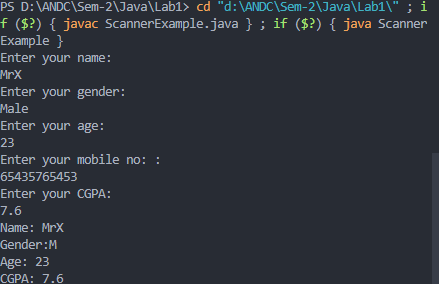 PS D:\ANDC\Sem-2\Java\Lab1> cd "d:\ANDC\Sem-2\Java\Lab1\" ; i
f ($?) { javac ScannerExample.java } ; if ($?) { java Scanner
Example }
Enter your name:
MrX
Enter your gender:
Male
Enter your age:
23
Enter your mobile no: :
65435765453
Enter your CGPA:
7.6
Name: MrX
Gender:M
Age: 23
CGPA: 7.6